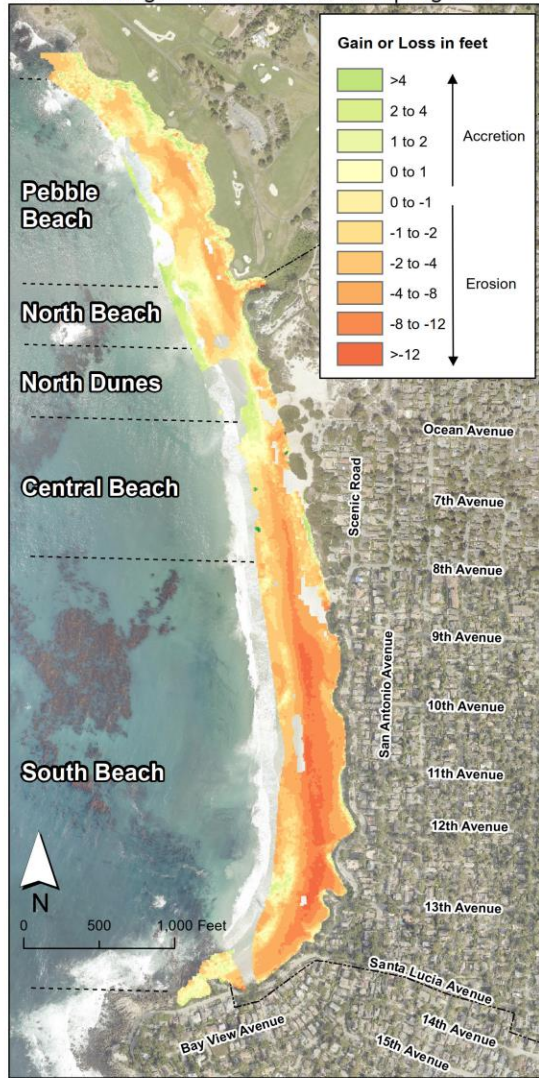 Gain or Loss in feet
>4
2 to 4
1 to 2
0 to 1
0 to -1
-1 to -2
-2 to -4
-4 to -8
-8 to -12
>-12
Accretion
Erosion
Pebble
Beach
North Beach
North Dunes
Central Beach
South Beach
Ocean Avenue
Scenic Road
7th Avenue
8th Avenue
9th Avenue
San Antonio Avenue
10th Avenue
11th Avenue
12th Avenue
13th Avenue
Santa Lucia Avenue
14th Avenue
15th Avenue
Bay View Avenue
N
0 500 1,000 Feet